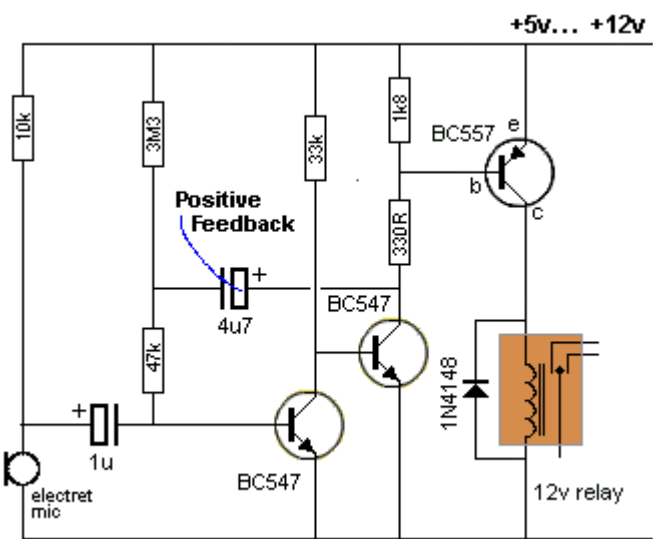 +5v... +12v
10k
3M3
33k
1k8
BC557
e
b
c
Positive
Feedback
330R
+
4u7
BC547
47k
1N4148
+
1u
BC547
electret
mic
12v relay